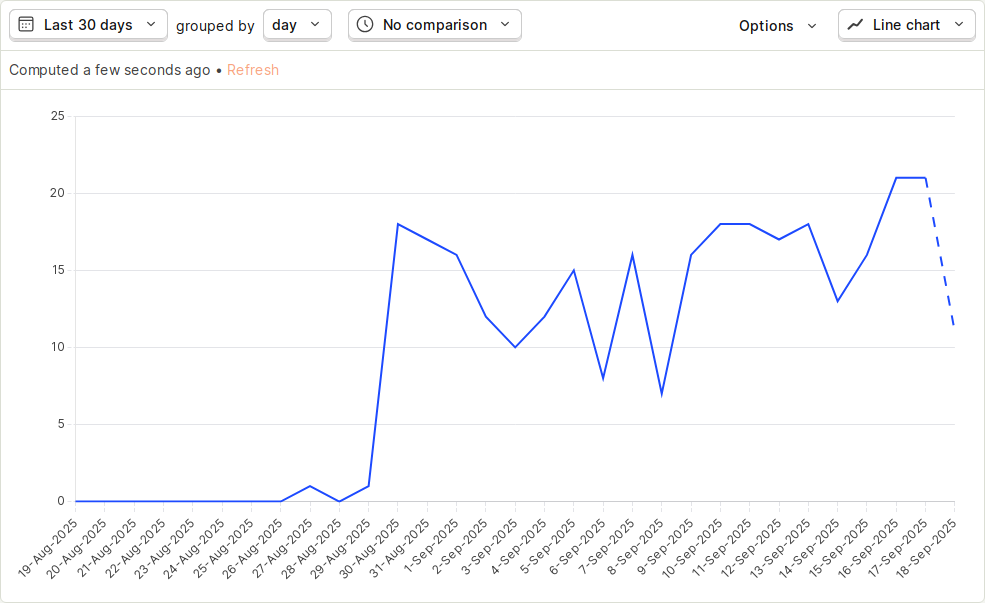 Last 30 days grouped by day No comparison Options Line chart
Computed a few seconds ago • Refresh
25
20
15
10
5
0
19-Aug-2025
20-Aug-2025
21-Aug-2025
22-Aug-2025
23-Aug-2025
24-Aug-2025
25-Aug-2025
26-Aug-2025
27-Aug-2025
28-Aug-2025
29-Aug-2025
30-Aug-2025
31-Aug-2025
1-Sep-2025
2-Sep-2025
3-Sep-2025
4-Sep-2025
5-Sep-2025
6-Sep-2025
7-Sep-2025
8-Sep-2025
9-Sep-2025
10-Sep-2025
11-Sep-2025
12-Sep-2025
13-Sep-2025
14-Sep-2025
15-Sep-2025
16-Sep-2025
17-Sep-2025
18-Sep-2025